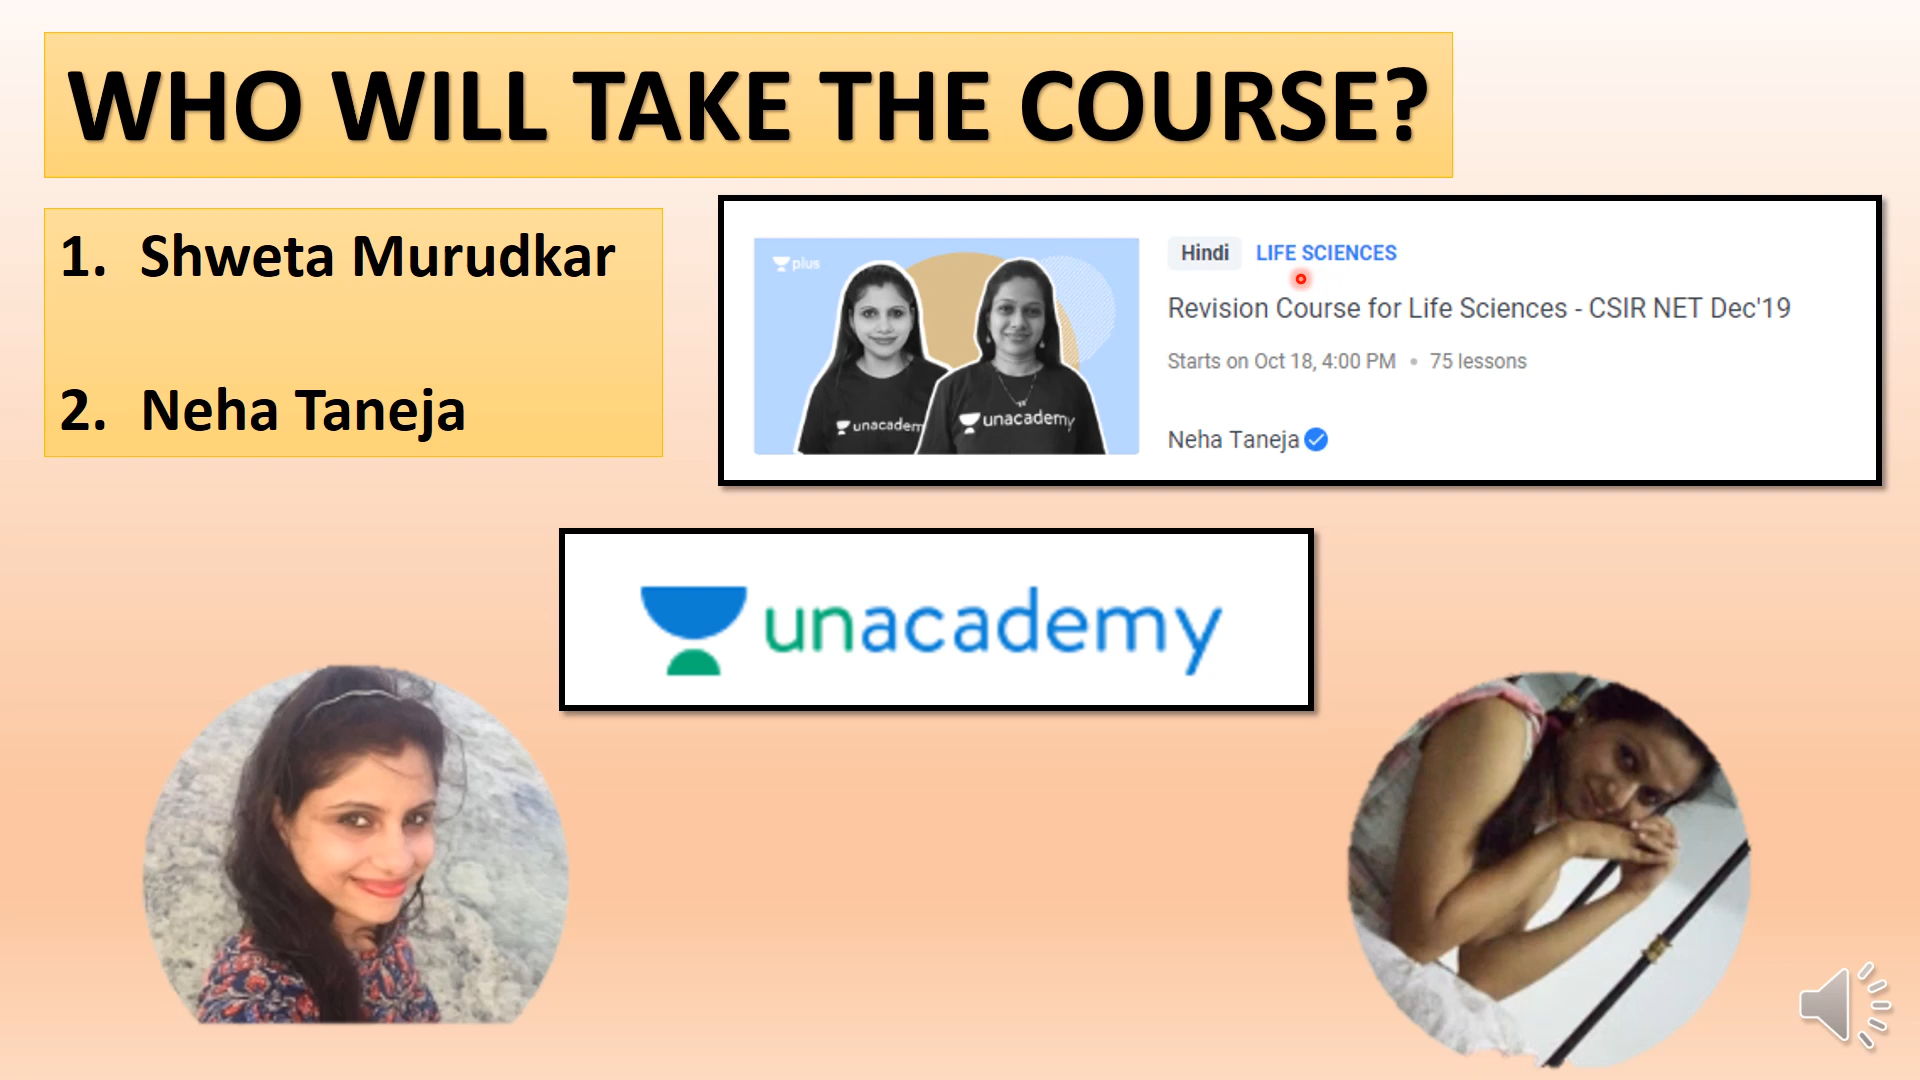 WHO WILL TAKE THE COURSE?
1. Shweta Murudkar
2. Neha Taneja
plus
unacadem
unacademy
Hindi LIFE SCIENCES
Revision Course for Life Sciences - CSIR NET Dec'19
Starts on Oct 18, 4:00 PM • 75 lessons
Neha Taneja
unacademy